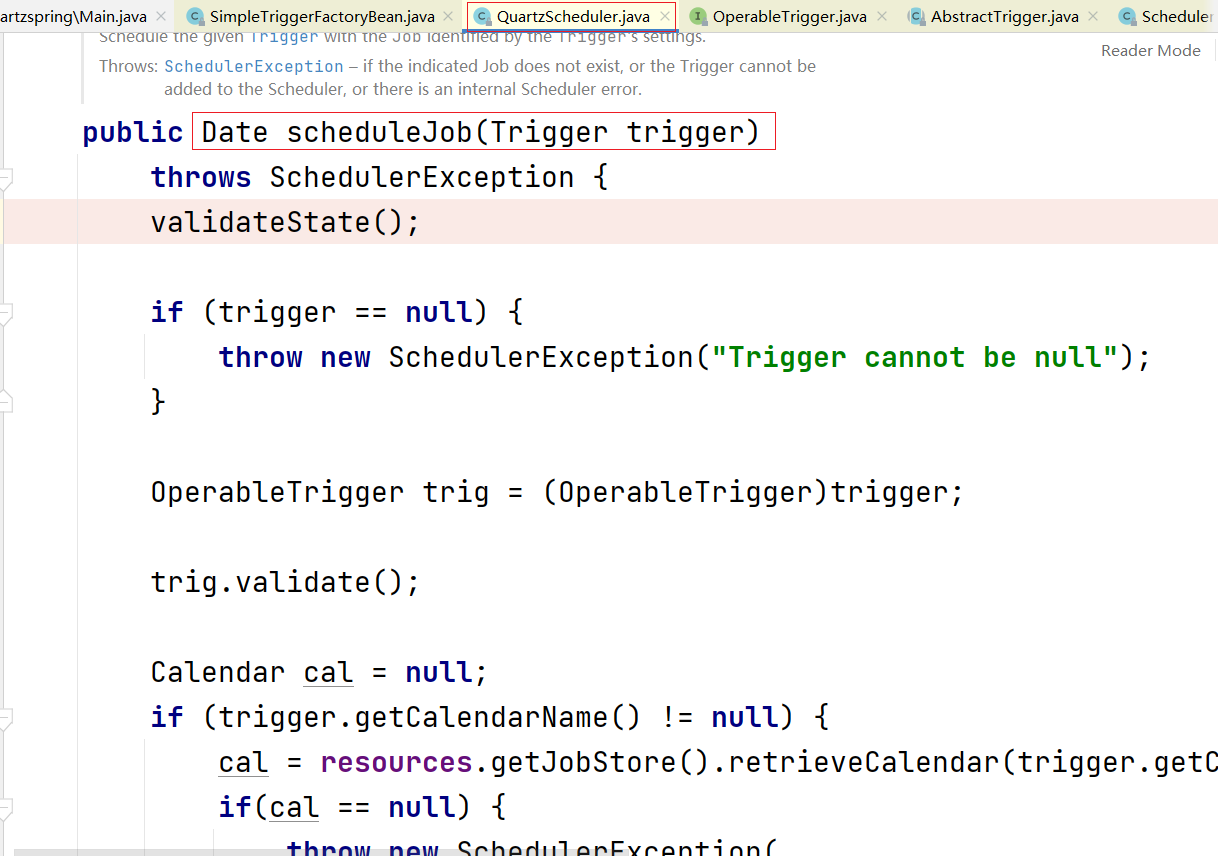 artzspring\Main.java SimpleTriggerFactoryBean.java QuartzScheduler.java OperableTrigger.java AbstractTrigger.java Scheduler
Schedule the given Trigger with the Job identified by the Trigger's settings.
Reader Mode
Throws: SchedulerException – if the indicated Job does not exist, or the Trigger cannot be
added to the Scheduler, or there is an internal Scheduler error.
public Date scheduleJob(Trigger trigger)
throws SchedulerException {
validateState();
if (trigger == null) {
throw new SchedulerException("Trigger cannot be null");
}
OperableTrigger trig = (OperableTrigger)trigger;
trig.validate();
Calendar cal = null;
if (trigger.getCalendarName() != null) {
cal = resources.getJobStore().retrieveCalendar(trigger.getC
if(cal == null) {
throw new SchedulerException(